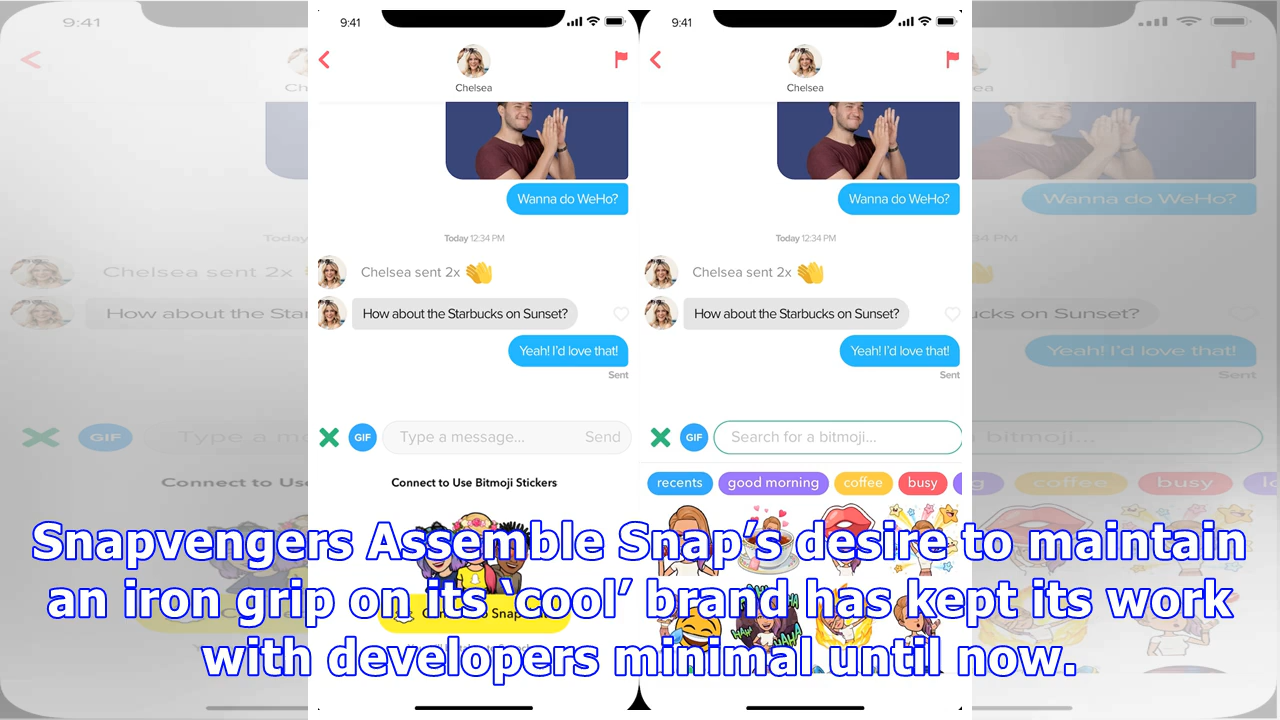 9:41
Chelsea
Wanna do WeHo?
Today 12:34 PM
Chelsea sent 2x
How about the Starbucks on Sunset?
Yeah! I'd love that!
Sent
GIF
Type a message...
Send
Connect to Use Bitmoji Stickers
9:41
Chelsea
Wanna do WeHo?
Today 12:34 PM
Chelsea sent 2x
How about the Starbucks on Sunset?
Yeah! I'd love that!
Sent
GIF
Search for a bitmoji...
recents
good morning
coffee
busy
Snapvengers Assemble Snap’s desire to maintain
an iron grip on its ‘cool’ brand has kept its work
with developers minimal until now.